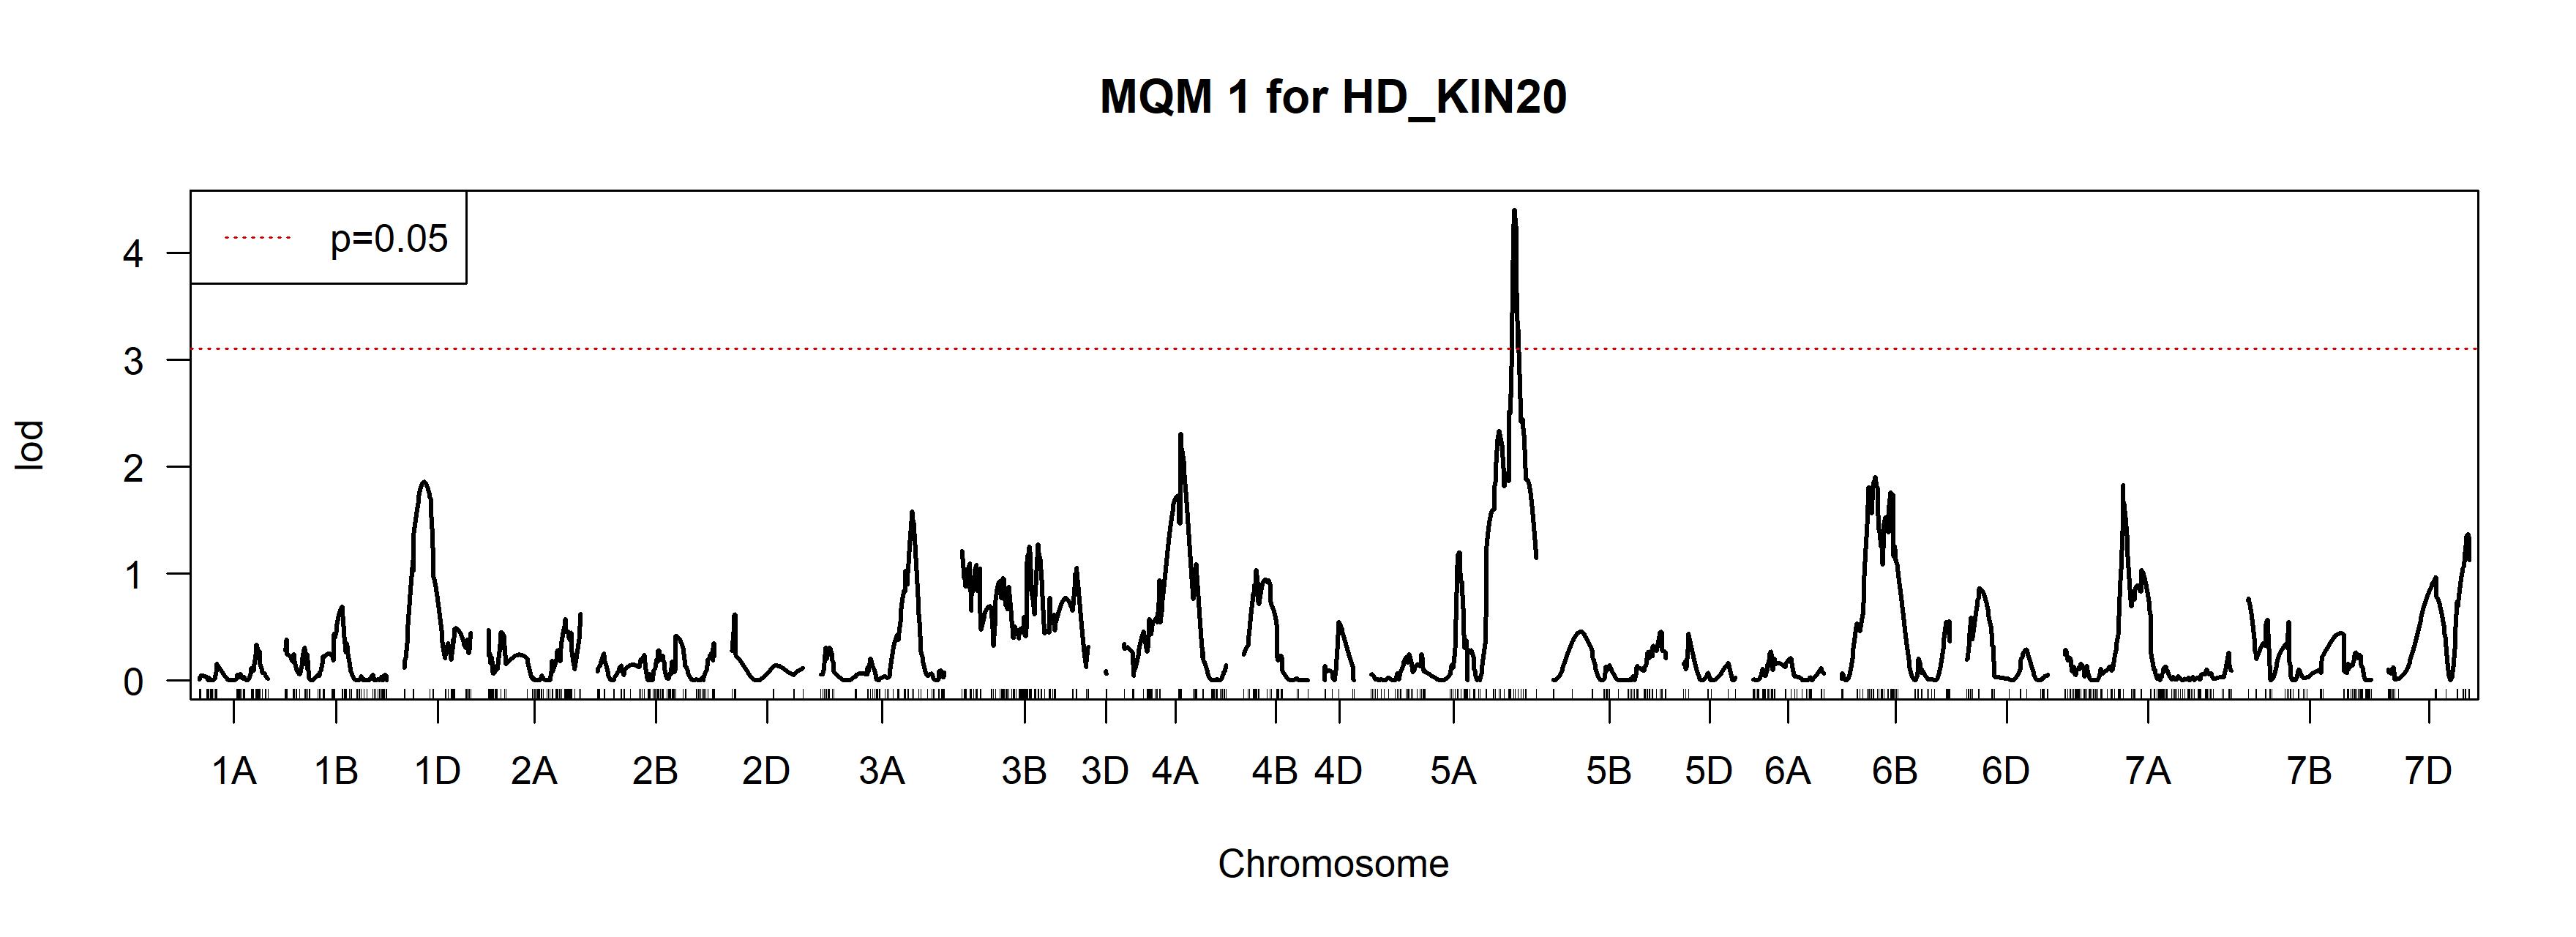 MQM 1 for HD_KIN20
p=0.05
4
3
2
1
0
lod
1A 1B 1D 2A 2B 2D 3A 3B 3D 4A 4B 4D 5A 5B 5D 6A 6B 6D 7A 7B 7D
Chromosome